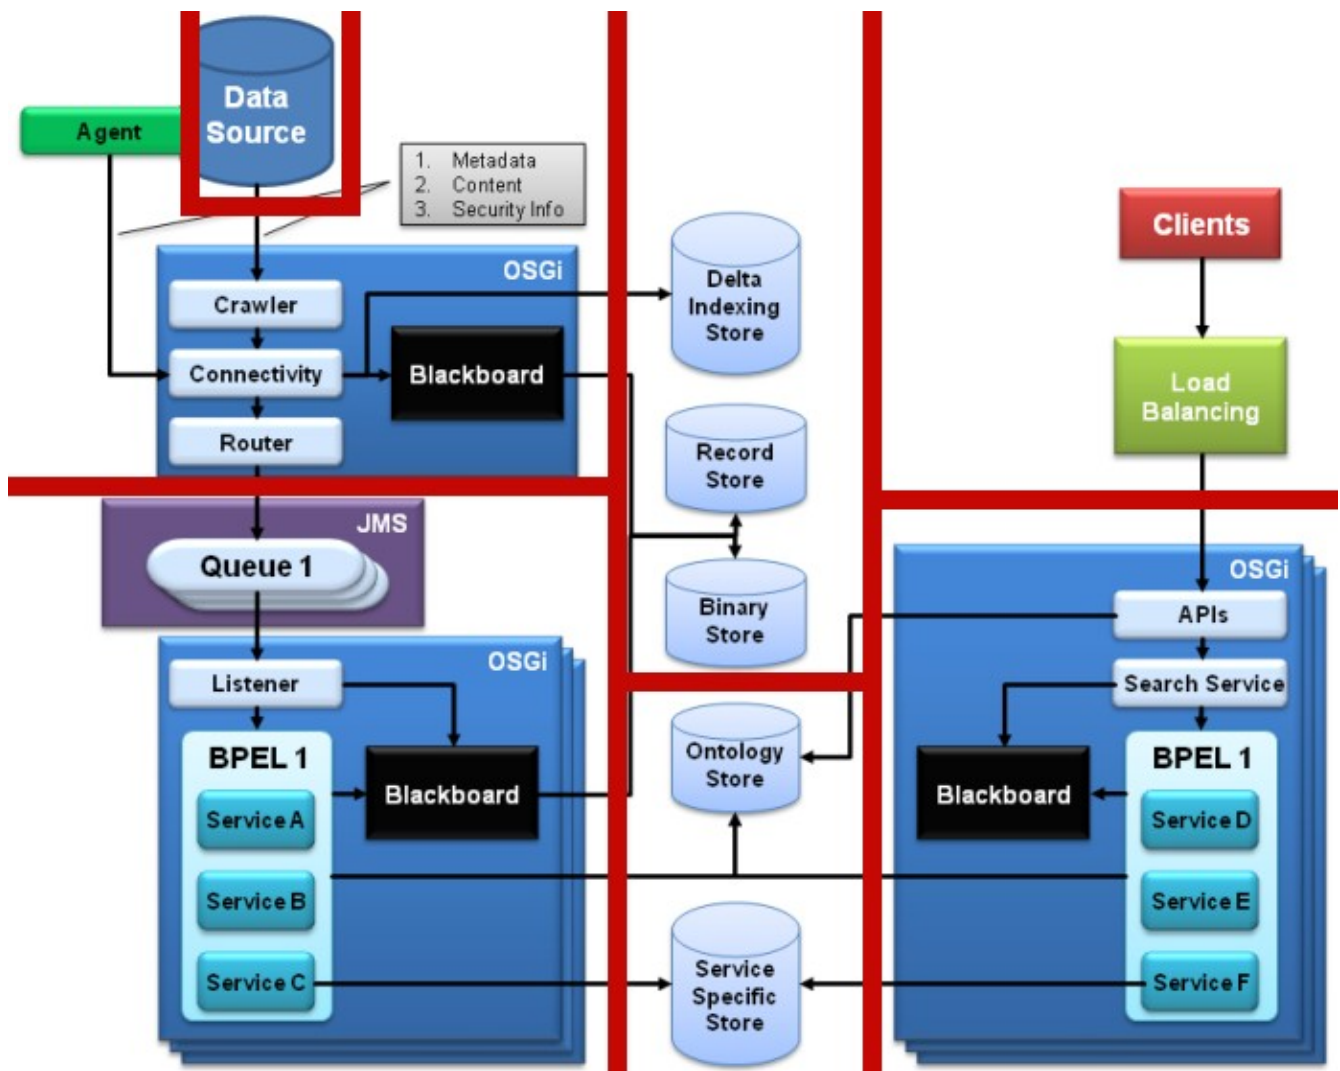 Data
Source
Agent
1. Metadata
2. Content
3. Security Info
OSGi
Crawler
Connectivity
Router
Blackboard
JMS
Queue 1
OSGi
Listener
BPEL 1
Service A
Service B
Service C
Blackboard
Delta
Indexing
Store
Record
Store
Binary
Store
Ontology
Store
Service
Specific
Store
Clients
Load
Balancing
OSGi
APIs
Search Service
BPEL 1
Blackboard
Service D
Service E
Service F